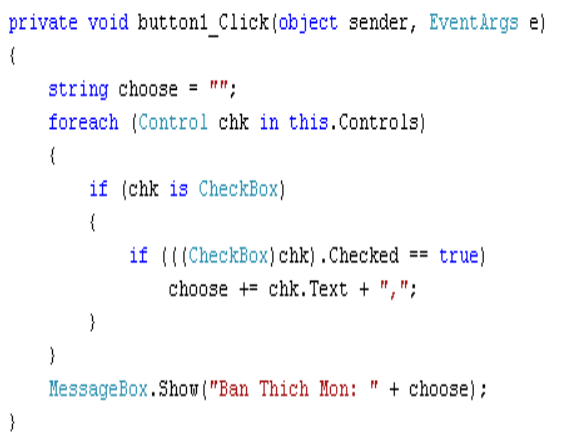 private void button1_Click(object sender, EventArgs e)
{
    string choose = "";
    foreach (Control chk in this.Controls)
    {
        if (chk is CheckBox)
        {
            if (((CheckBox)chk).Checked == true)
                choose += chk.Text + ",";
        }
    }
    MessageBox.Show("Ban Thich Mon: " + choose);
}